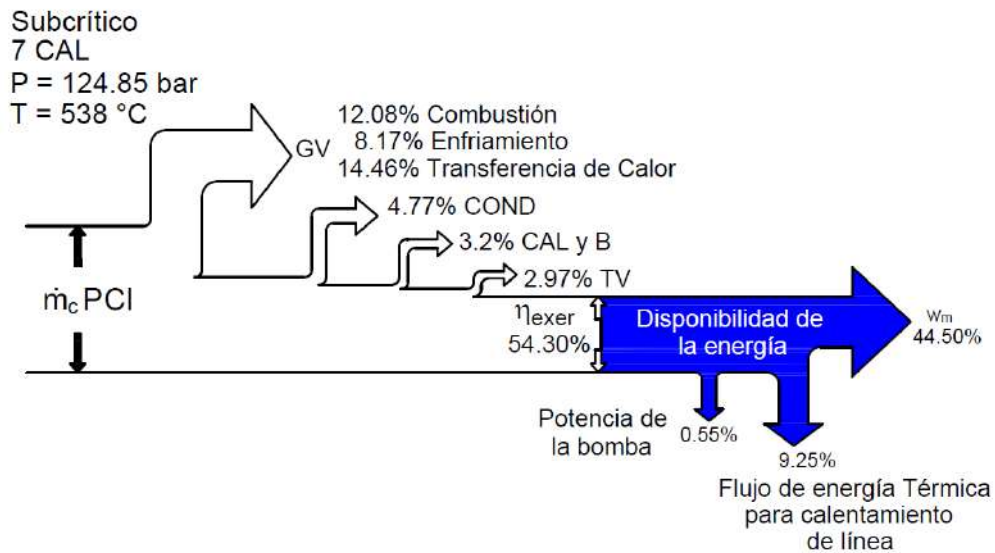 Subcrítico
7 CAL
P = 124.85 bar
T = 538 °C
GV
12.08% Combustión
8.17% Enfriamiento
14.46% Transferencia de Calor
4.77% COND
3.2% CAL y B
2.97% TV
ṁc PCI
ηexer
54.30%
Disponibilidad de
la energía
Wm
44.50%
Potencia de
la bomba
0.55%
9.25%
Flujo de energía Térmica
para calentamiento
de línea